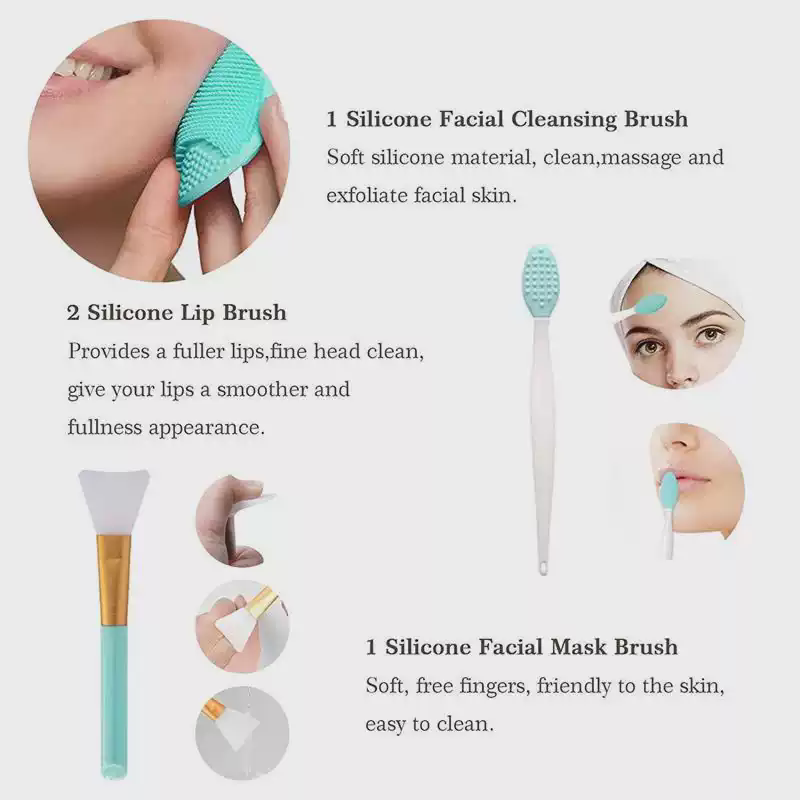 1 Silicone Facial Cleansing Brush
Soft silicone material, clean,massage and
exfoliate facial skin.
2 Silicone Lip Brush
Provides a fuller lips,fine head clean,
give your lips a smoother and
fullness appearance.
1 Silicone Facial Mask Brush
Soft, free fingers, friendly to the skin,
easy to clean.